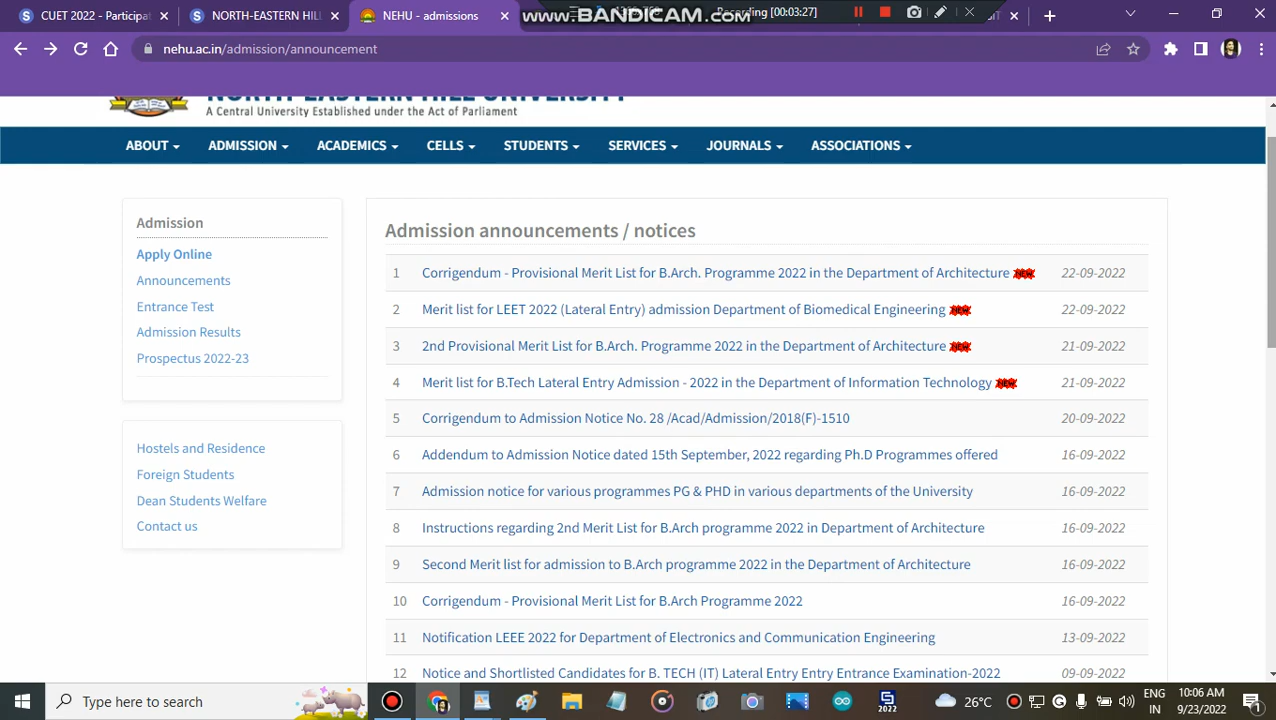 CUET 2022 - Participat
NORTH-EASTERN HILL
NEHU - admissions
www.BANDICAM.com
Recording [00:03:27]
nehu.ac.in/admission/announcement
NORTH EASTERN HILL UNIVERSITY
A Central University Established under the Act of Parliament
ABOUT ADMISSION ACADEMICS CELLS STUDENTS SERVICES JOURNALS ASSOCIATIONS
Admission
Apply Online
Announcements
Entrance Test
Admission Results
Prospectus 2022-23
Hostels and Residence
Foreign Students
Dean Students Welfare
Contact us
Admission announcements / notices
1 Corrigendum - Provisional Merit List for B.Arch. Programme 2022 in the Department of Architecture NEW 22-09-2022
2 Merit list for LEET 2022 (Lateral Entry) admission Department of Biomedical Engineering NEW 22-09-2022
3 2nd Provisional Merit List for B.Arch. Programme 2022 in the Department of Architecture NEW 21-09-2022
4 Merit list for B.Tech Lateral Entry Admission - 2022 in the Department of Information Technology NEW 21-09-2022
5 Corrigendum to Admission Notice No. 28 /Acad/Admission/2018(F)-1510 20-09-2022
6 Addendum to Admission Notice dated 15th September, 2022 regarding Ph.D Programmes offered 16-09-2022
7 Admission notice for various programmes PG & PHD in various departments of the University 16-09-2022
8 Instructions regarding 2nd Merit List for B.Arch programme 2022 in Department of Architecture 16-09-2022
9 Second Merit list for admission to B.Arch programme 2022 in the Department of Architecture 16-09-2022
10 Corrigendum - Provisional Merit List for B.Arch Programme 2022 16-09-2022
11 Notification LEEE 2022 for Department of Electronics and Communication Engineering 13-09-2022
12 Notice and Shortlisted Candidates for B. TECH (IT) Lateral Entry Entry Entrance Examination-2022 09-09-2022
Type here to search
2022
26°C
ENG
IN
10:06 AM
9/23/2022
1